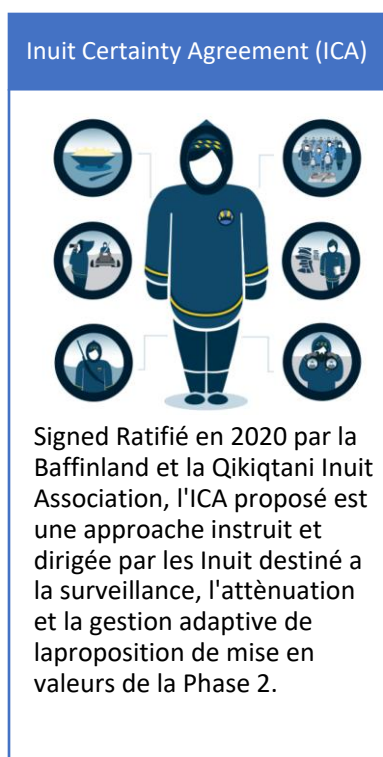 Inuit Certainty Agreement (ICA)
Signed Ratifié en 2020 par la
Baffinland et la Qikiqtani Inuit
Association, l'ICA proposé est
une approche instruit et
dirigée par les Inuit destiné a
la surveillance, l'attènuation
et la gestion adaptive de
laproposition de mise en
valeurs de la Phase 2.